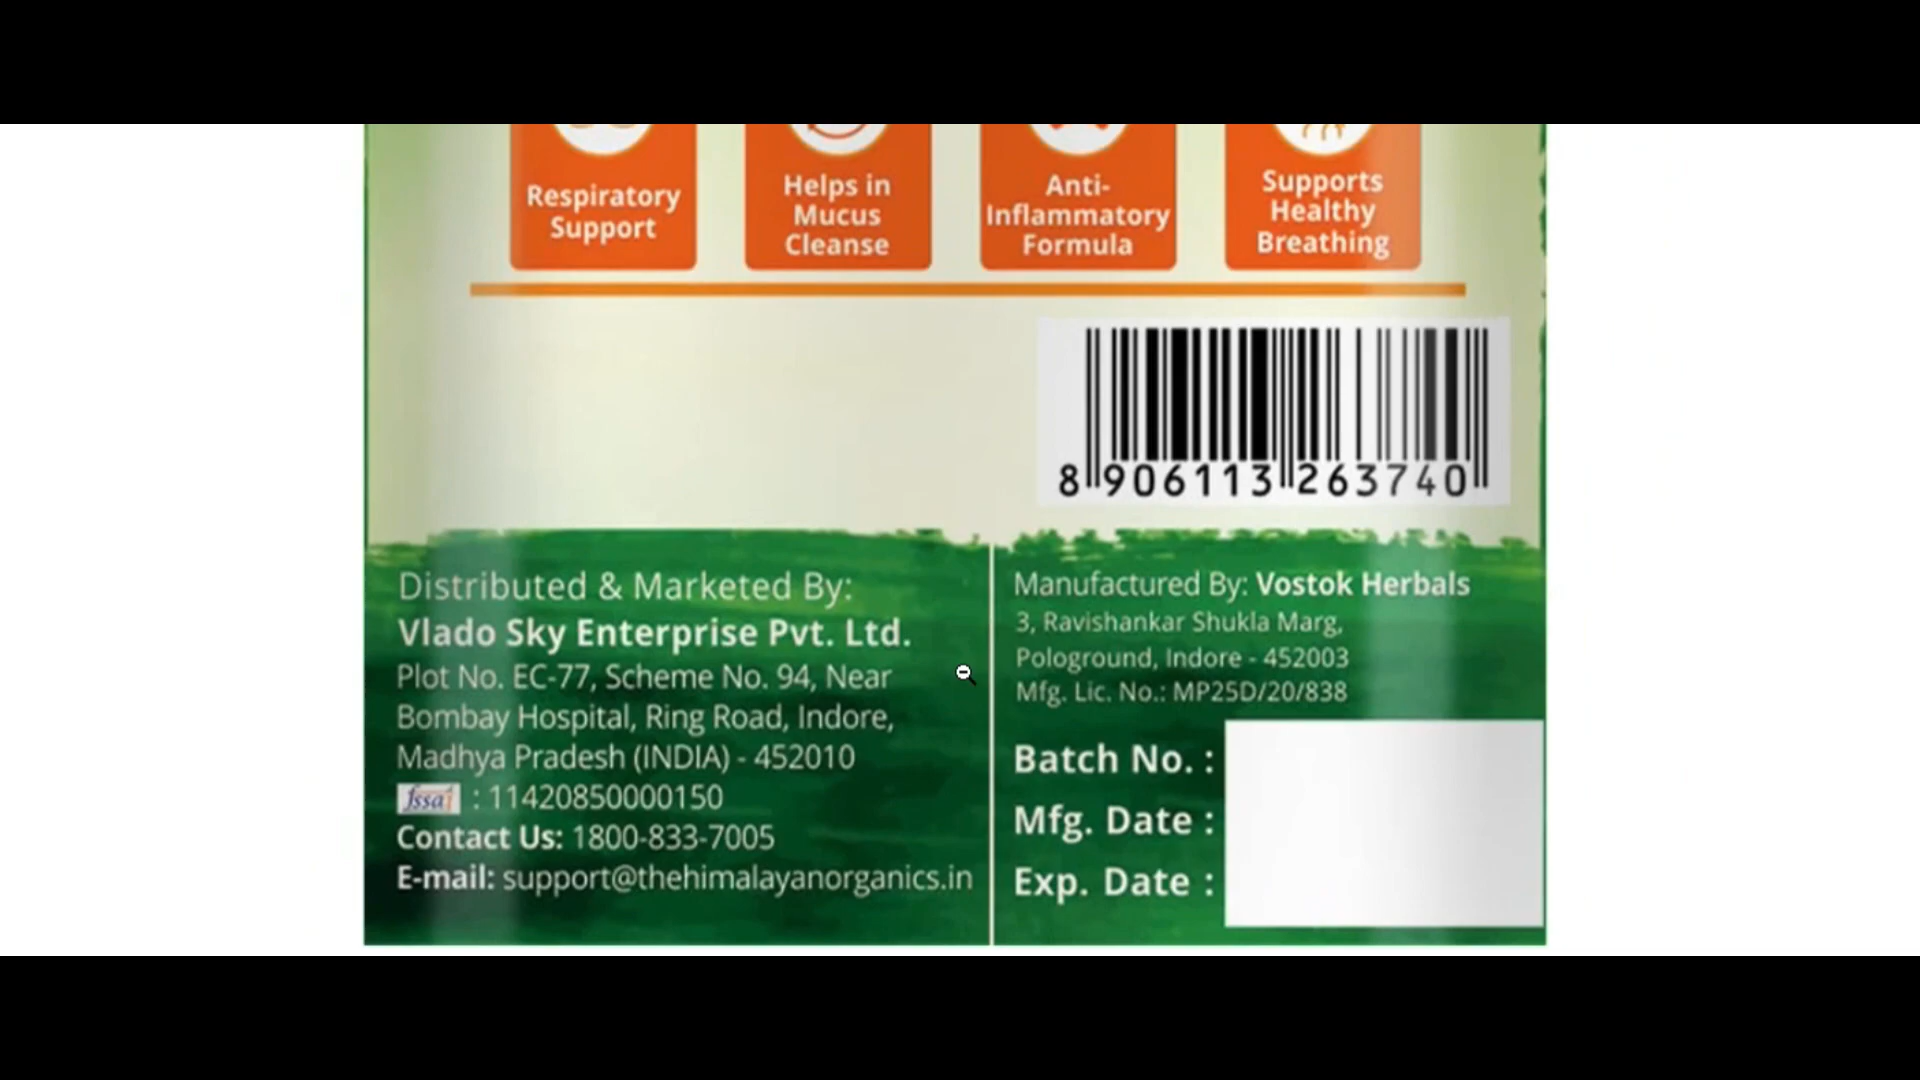 Respiratory
Support
Helps in
Mucus
Cleanse
Anti-
Inflammatory
Formula
Supports
Healthy
Breathing
8 906113 263740
Distributed & Marketed By:
Vlado Sky Enterprise Pvt. Ltd.
Plot No. EC-77, Scheme No. 94, Near
Bombay Hospital, Ring Road, Indore,
Madhya Pradesh (INDIA) - 452010
fssai : 11420850000150
Contact Us: 1800-833-7005
E-mail: support@thehimalayanorganics.in
Manufactured By: Vostok Herbals
3, Ravishankar Shukla Marg,
Pologround, Indore - 452003
Mfg. Lic. No.: MP25D/20/838
Batch No. :
Mfg. Date :
Exp. Date :